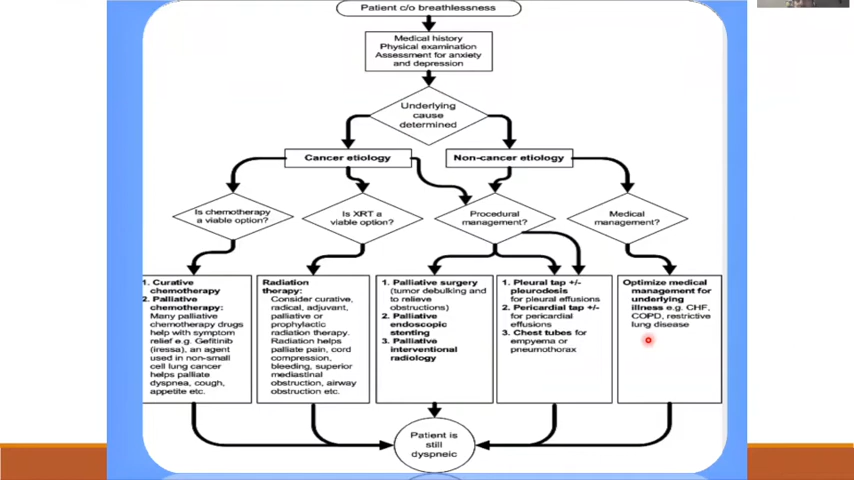 Patient c/o breathlessness
Medical history
Physical examination
Assessment for anxiety
and depression
Underlying
cause
determined
Cancer etiology
Non-cancer etiology
Is chemotherapy
a viable option?
Is XRT a
viable option?
Procedural
management?
Medical
management?
1. Curative
chemotherapy
2. Palliative
chemotherapy:
Many palliative
chemotherapy drugs
help with symptom
relief e.g. Gefitinib
(iressa), an agent
used in non-small
cell lung cancer
helps palliate
dyspnea, cough,
appetite etc.
Radiation
therapy:
Consider curative,
radical, adjuvant,
palliative or
prophylactic
radiation therapy.
Radiation helps
palliate pain, cord
compression,
bleeding, superior
mediastinal
obstruction, airway
obstruction etc.
1. Palliative surgery
(tumor debulking and
to relieve
obstructions)
2. Palliative
endoscopic
stenting
3. Palliative
interventional
radiology
1. Pleural tap +/-
pleurodosis
for pleural effusions
2. Pericardial tap +/-
for pericardial
effusions
3. Chest tubes for
empyema or
pneumothorax
Optimize medical
management for
underlying
illness e.g. CHF,
COPD, restrictive
lung disease
Patient is
still
dyspneic